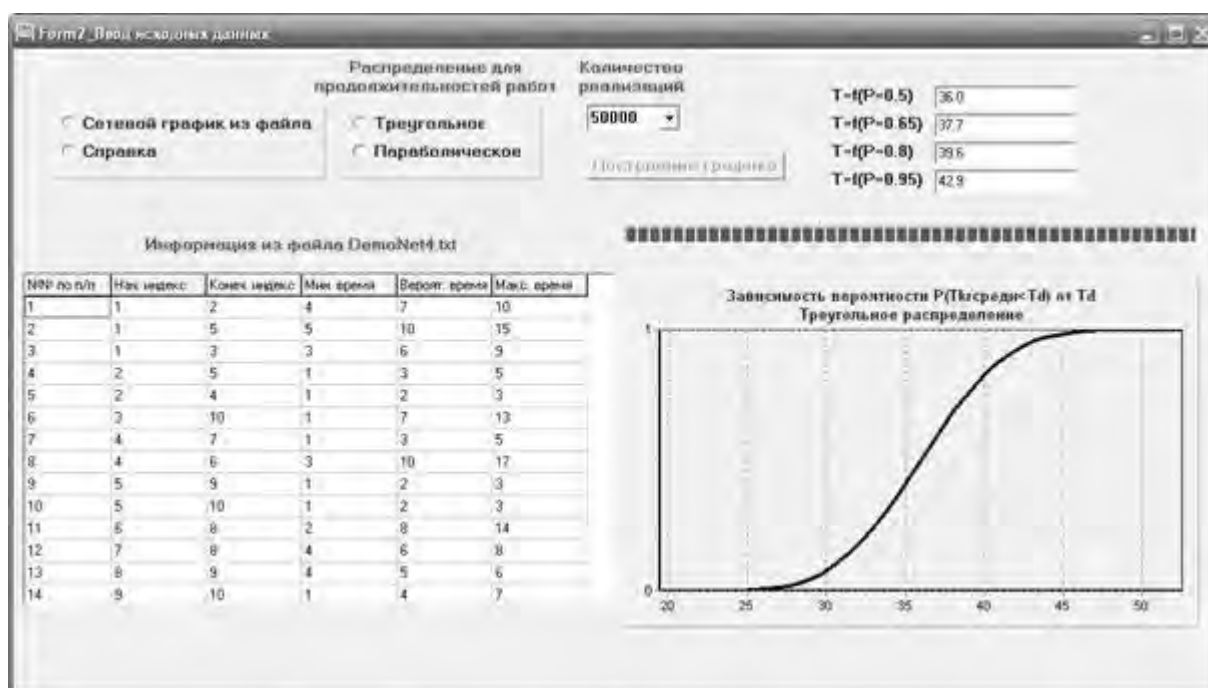 Form2_Ввод исходных данных
Распределение для
продолжительностей работ
Количество
реализаций
Сетевой график из файла
Справка
Треугольное
Параболическое
50000
Построение графика
T=f(P=0.5) 36.0
T=f(P=0.65) 37.7
T=f(P=0.8) 39.6
T=f(P=0.95) 42.9
Информация из файла DemoNet4.txt
№№ по п/п Нач. индекс Конеч. индекс Мин. время Вероят. время Макс. время
1 1 2 4 7 10
2 1 5 5 10 15
3 1 3 3 6 9
4 2 5 1 3 5
5 2 4 1 2 3
6 3 10 1 7 13
7 4 7 1 3 5
8 4 6 3 10 17
9 5 9 1 2 3
10 5 10 1 2 3
11 6 8 2 8 14
12 7 8 4 6 8
13 8 9 4 5 6
14 9 10 1 4 7
Зависимость вероятности P(Tkrсредн<Td) от Td
Треугольное распределение
1
0
20 25 30 35 40 45 50